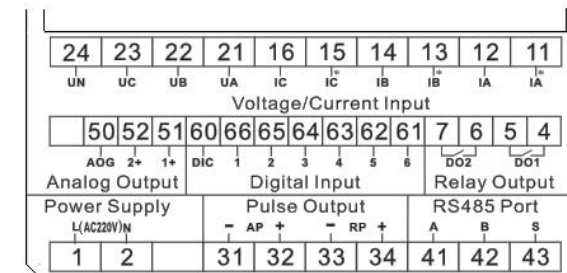 24 23 22 21 16 15 14 13 12 11
UN UC UB UA IC IC* IB IB* IA IA*
Voltage/Current Input
50 52 51 60 66 65 64 63 62 61 7 6 5 4
AOG 2+ 1+ DIC 1 2 3 4 5 6 DO2 DO1
Analog Output Digital Input Relay Output
Power Supply Pulse Output RS485 Port
L(AC220V)N - AP + - RP + A B S
1 2 31 32 33 34 41 42 43